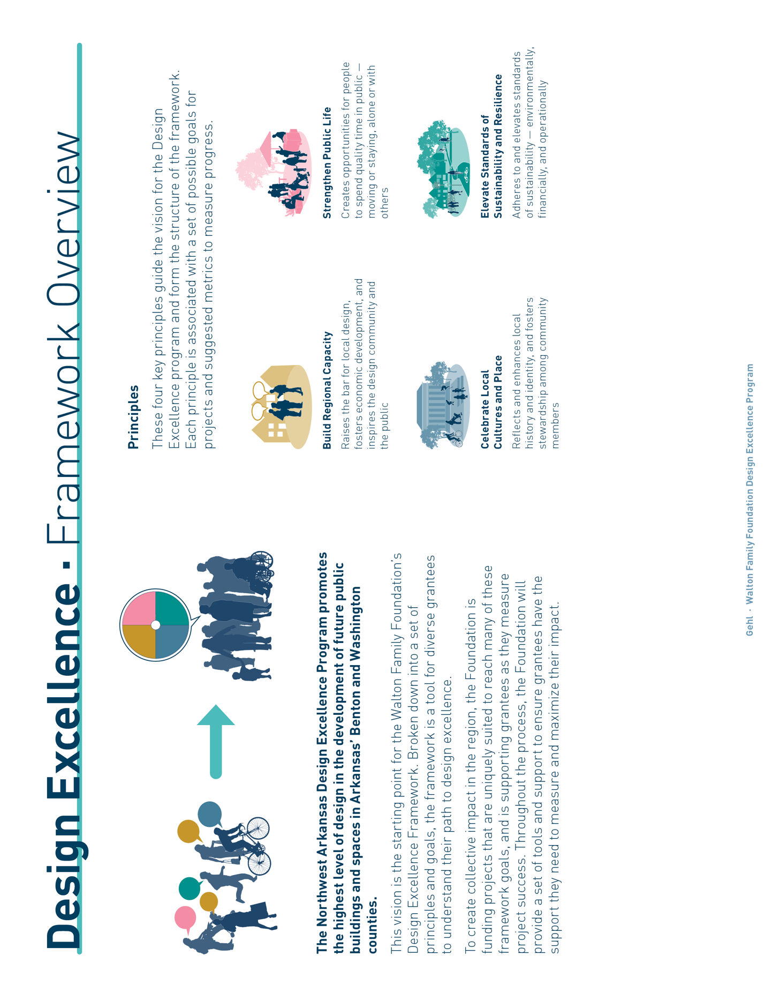 Design Excellence · Framework Overview
The Northwest Arkansas Design Excellence Program promotes
the highest level of design in the development of future public
buildings and spaces in Arkansas’ Benton and Washington
counties.
This vision is the starting point for the Walton Family Foundation’s
Design Excellence Framework. Broken down into a set of
principles and goals, the framework is a tool for diverse grantees
to understand their path to design excellence.
To create collective impact in the region, the Foundation is
funding projects that are uniquely suited to reach many of these
framework goals, and is supporting grantees as they measure
project success. Throughout the process, the Foundation will
provide a set of tools and support to ensure grantees have the
support they need to measure and maximize their impact.
Principles
These four key principles guide the vision for the Design
Excellence program and form the structure of the framework.
Each principle is associated with a set of possible goals for
projects and suggested metrics to measure progress.
Build Regional Capacity
Raises the bar for local design,
fosters economic development, and
inspires the design community and
the public
Strengthen Public Life
Creates opportunities for people
to spend quality time in public —
moving or staying, alone or with
others
Celebrate Local
Cultures and Place
Reflects and enhances local
history and identity, and fosters
stewardship among community
members
Elevate Standards of
Sustainability and Resilience
Adheres to and elevates standards
of sustainability — environmentally,
financially, and operationally
Gehl · Walton Family Foundation Design Excellence Program